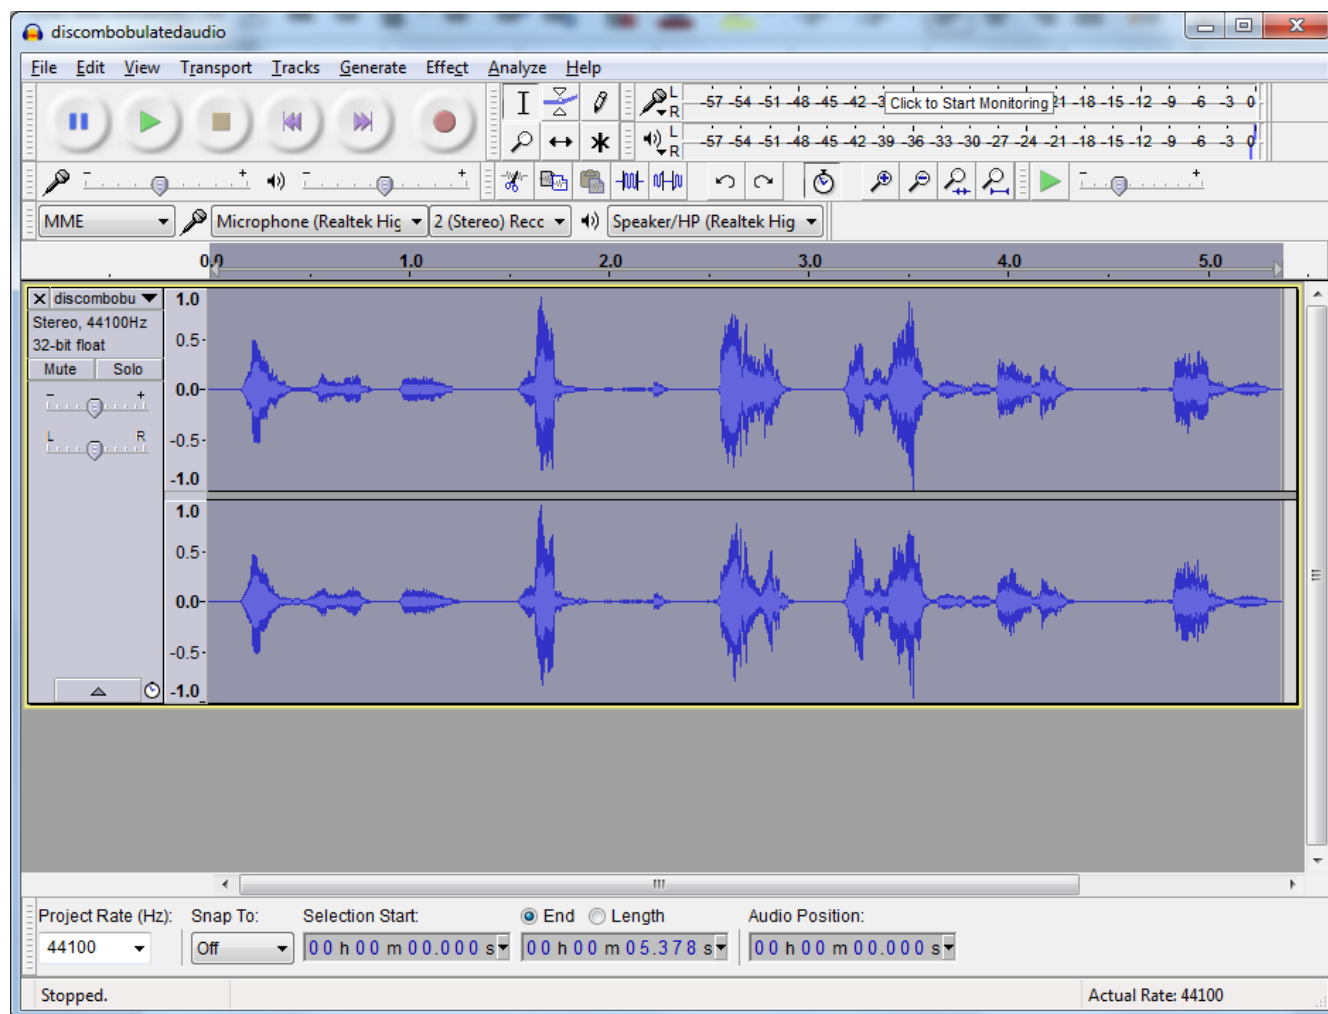 discombobulatedaudio
File Edit View Transport Tracks Generate Effect Analyze Help
L R -57 -54 -51 -48 -45 -42 -3 Click to Start Monitoring 21 -18 -15 -12 -9 -6 -3 0
L R -57 -54 -51 -48 -45 -42 -39 -36 -33 -30 -27 -24 -21 -18 -15 -12 -9 -6 -3 0
- + - + - +
MME Microphone (Realtek Hig 2 (Stereo) Recc Speaker/HP (Realtek Hig
0.0 1.0 2.0 3.0 4.0 5.0
X discombobu 1.0
Stereo, 44100Hz
32-bit float 0.5
Mute Solo
- + 0.0
L R -0.5
-1.0
1.0
0.5
0.0
-0.5
-1.0
Project Rate (Hz): Snap To: Selection Start: End Length Audio Position:
44100 Off 00 h 00 m 00.000 s 00 h 00 m 05.378 s 00 h 00 m 00.000 s
Stopped. Actual Rate: 44100